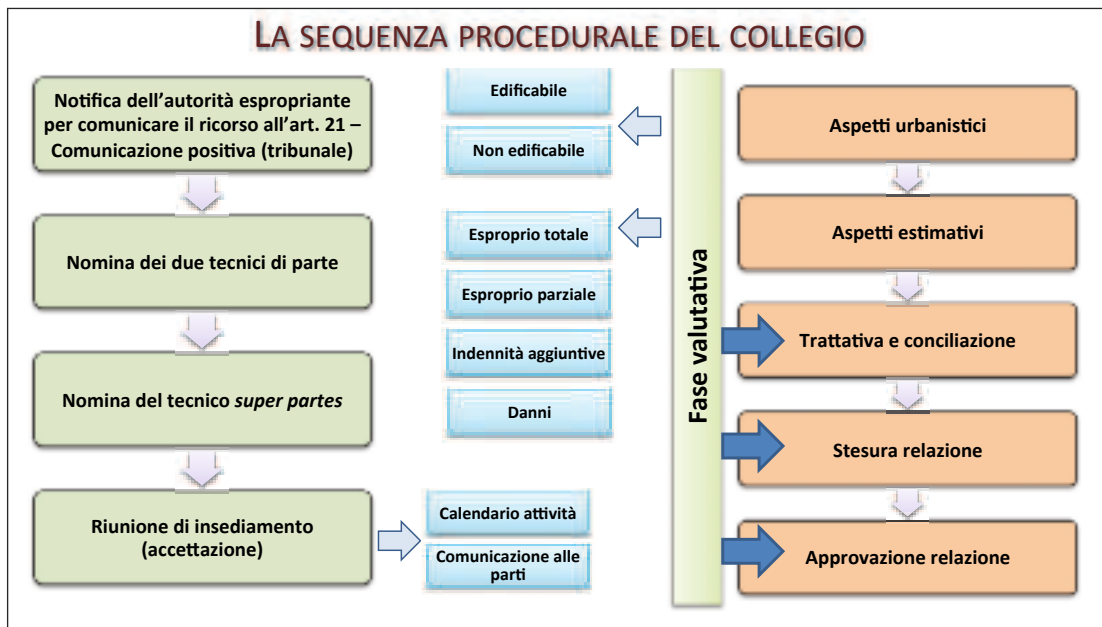 LA SEQUENZA PROCEDURALE DEL COLLEGIO
Notifica dell'autorità espropriante
per comunicare il ricorso all'art. 21 –
Comunicazione positiva (tribunale)
Nomina dei due tecnici di parte
Nomina del tecnico super partes
Riunione di insediamento
(accettazione)
Edificabile
Non edificabile
Esproprio totale
Esproprio parziale
Indennità aggiuntive
Danni
Calendario attività
Comunicazione alle
parti
Fase valutativa
Aspetti urbanistici
Aspetti estimativi
Trattativa e conciliazione
Stesura relazione
Approvazione relazione